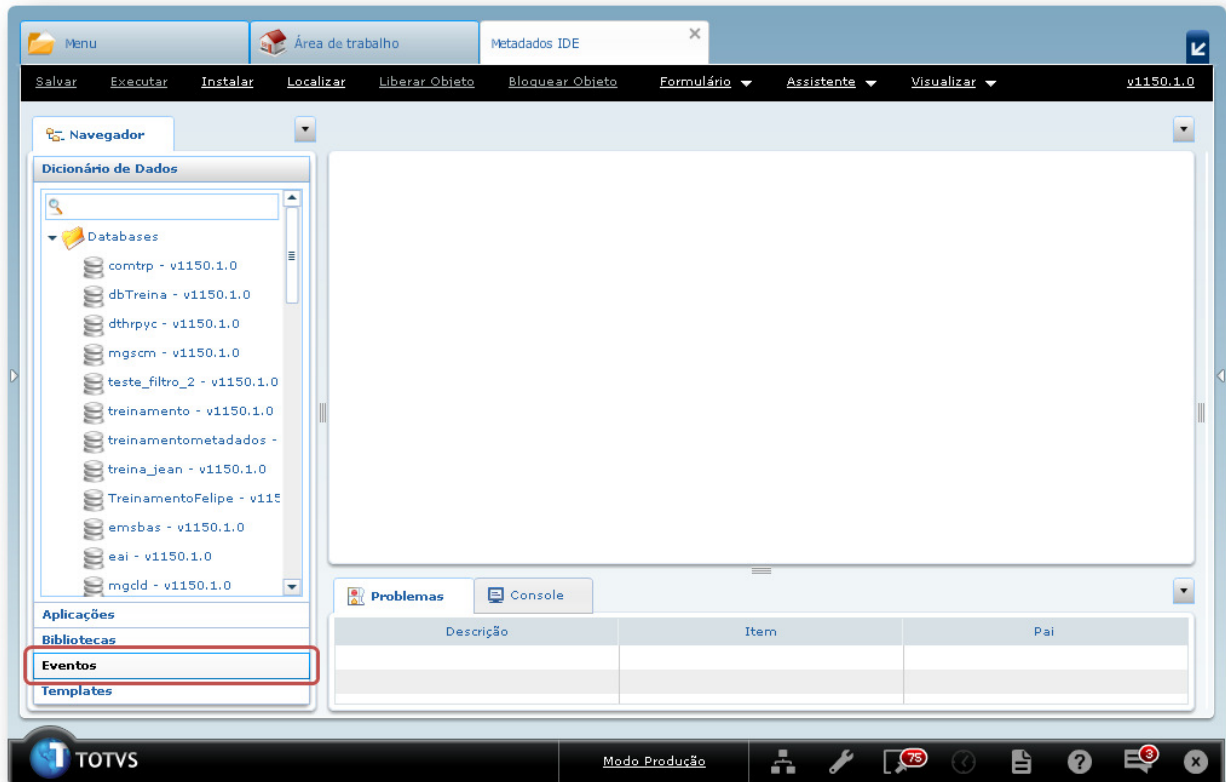 Menu
Área de trabalho
Metadados IDE
Salvar Executar Instalar Localizar Liberar Objeto Bloquear Objeto Formulário Assistente Visualizar v1150.1.0
Navegador
Dicionário de Dados
Databases
comtrp - v1150.1.0
dbTreina - v1150.1.0
dthrpyc - v1150.1.0
mgscm - v1150.1.0
teste_filtro_2 - v1150.1.0
treinamento - v1150.1.0
treinamentometadados -
treina_jean - v1150.1.0
TreinamentoFelipe - v115
emsbas - v1150.1.0
eai - v1150.1.0
mgcld - v1150.1.0
Aplicações
Bibliotecas
Eventos
Templates
Problemas
Console
Descrição Item Pai
TOTVS
Modo Produção
75
3